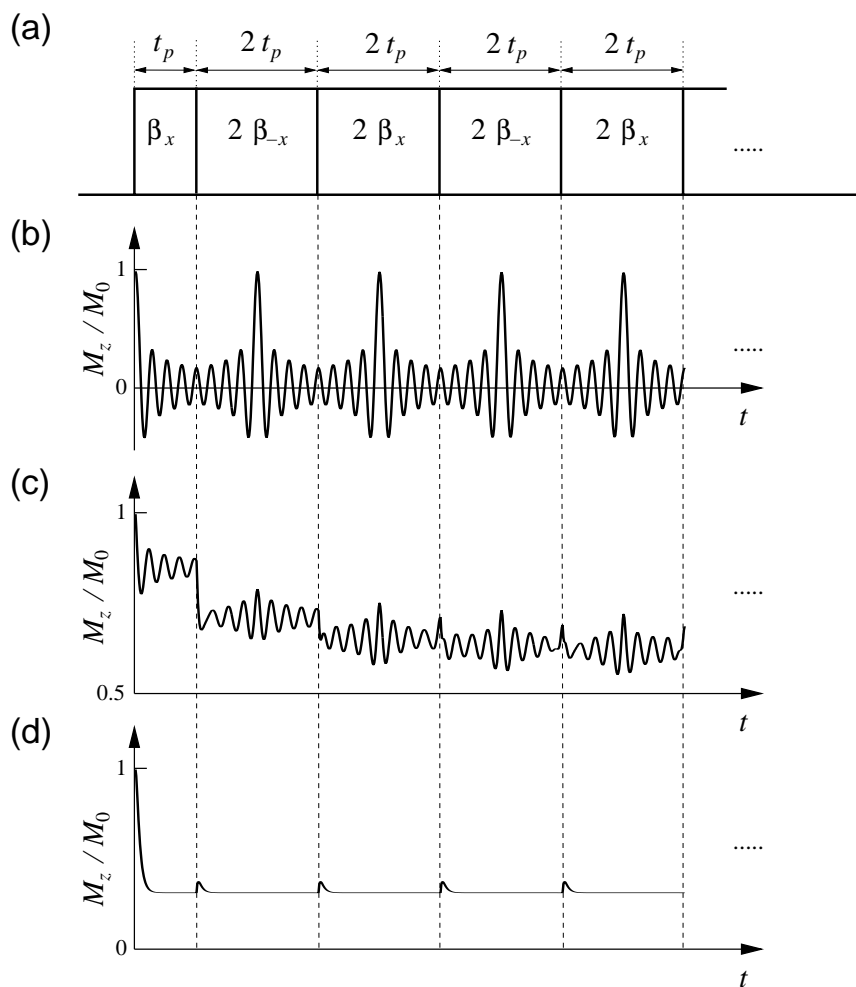 (a)
t_p 2 t_p 2 t_p 2 t_p 2 t_p
β_x 2 β_−x 2 β_x 2 β_−x 2 β_x .....
(b)
M_z / M_0
1
0
.....
t
(c)
M_z / M_0
1
0.5
.....
t
(d)
M_z / M_0
1
0
.....
t